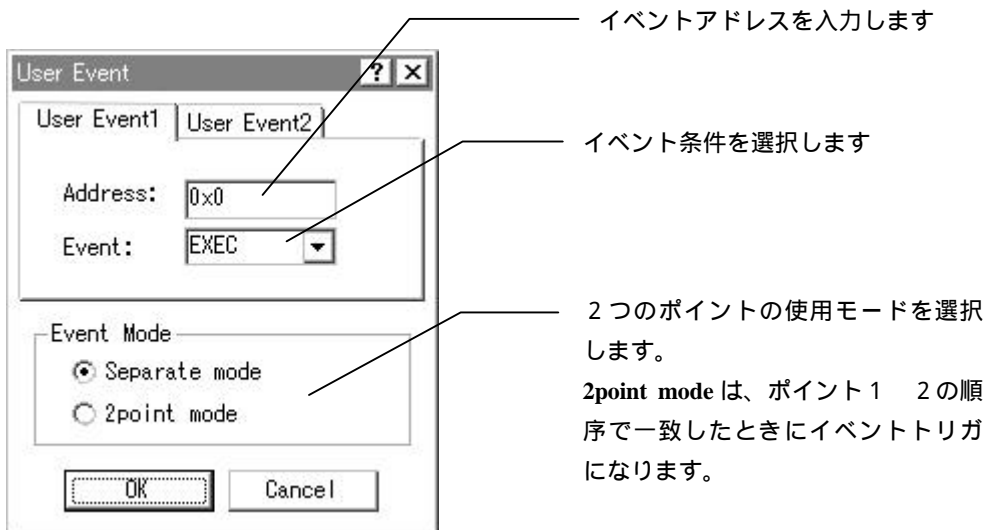 イベントアドレスを入力します
User Event
User Event1 User Event2
イベント条件を選択します
Address: 0x0
Event: EXEC
２つのポイントの使用モードを選択
します。
2point mode は、ポイント１　２の順
序で一致したときにイベントトリガ
になります。
Event Mode
Separate mode
2point mode
OK Cancel